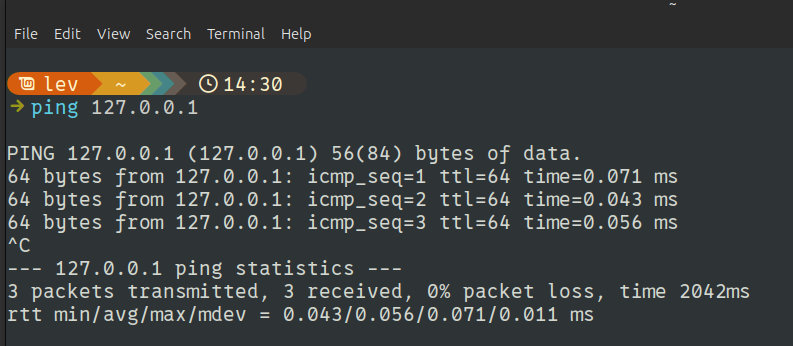 ~
File Edit View Search Terminal Help
lev ~ 14:30
➜ ping 127.0.0.1
PING 127.0.0.1 (127.0.0.1) 56(84) bytes of data.
64 bytes from 127.0.0.1: icmp_seq=1 ttl=64 time=0.071 ms
64 bytes from 127.0.0.1: icmp_seq=2 ttl=64 time=0.043 ms
64 bytes from 127.0.0.1: icmp_seq=3 ttl=64 time=0.056 ms
^C
--- 127.0.0.1 ping statistics ---
3 packets transmitted, 3 received, 0% packet loss, time 2042ms
rtt min/avg/max/mdev = 0.043/0.056/0.071/0.011 ms